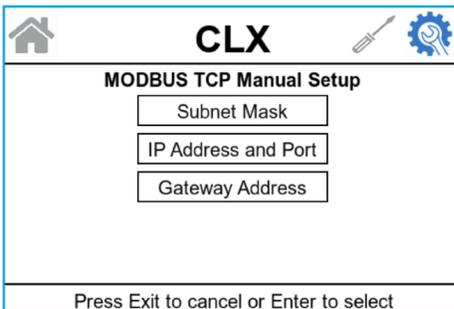 CLX
MODBUS TCP Manual Setup
Subnet Mask
IP Address and Port
Gateway Address
Press Exit to cancel or Enter to select